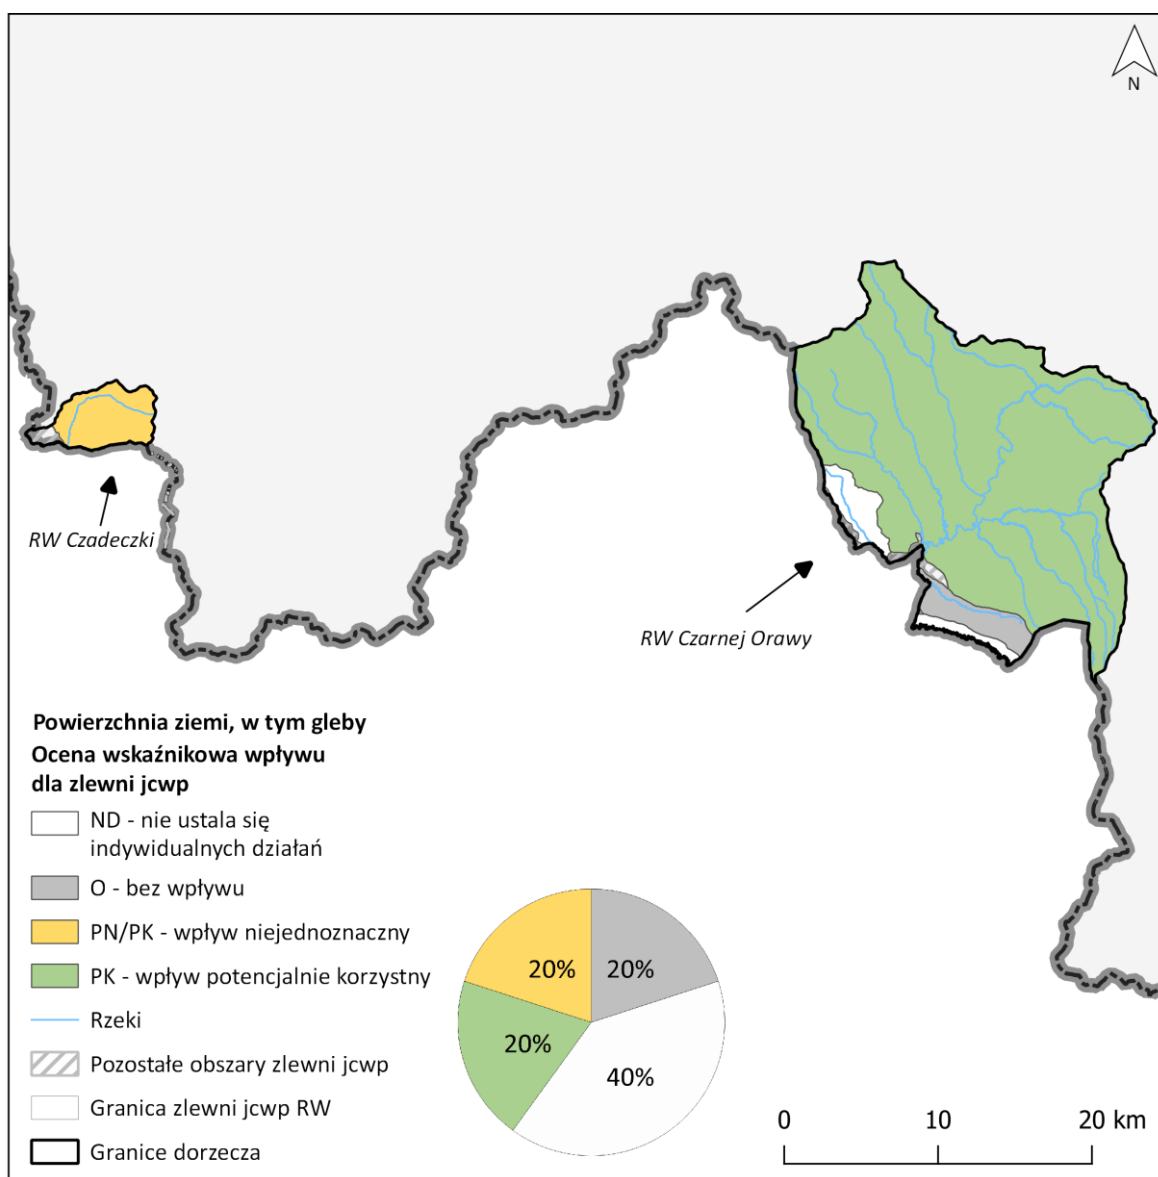 N
RW Czadeczki
RW Czarnej Orawy
Powierzchnia ziemi, w tym gleby
Ocena wskaźnikowa wpływu
dla zlewni jcwp
ND - nie ustala się
indywidualnych działań
O - bez wpływu
PN/PK - wpływ niejednoznaczny
PK - wpływ potencjalnie korzystny
Rzeki
Pozostałe obszary zlewni jcwp
Granica zlewni jcwp RW
Granice dorzecza
20%
20%
20%
40%
0 10 20 km